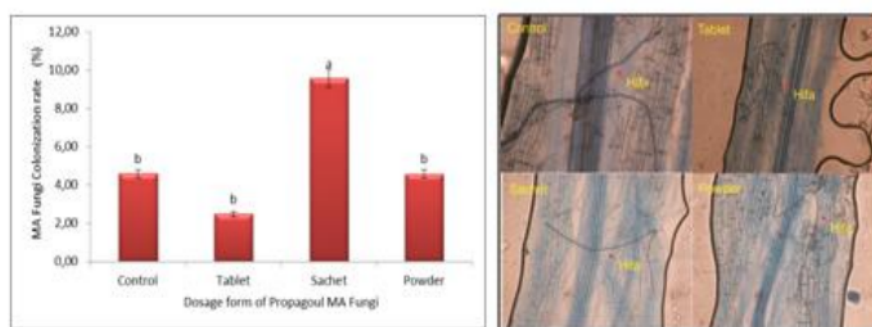 12,00
10,00
8,00
6,00
4,00
2,00
0,00
MA Fungi Colonization rate (%)
b
b
a
b
Control
Tablet
Sachet
Powder
Dosage form of Propagoul MA Fungi
Control
Hifa
Tablet
Hifa
Sachet
Hifa
Powder
Hifa